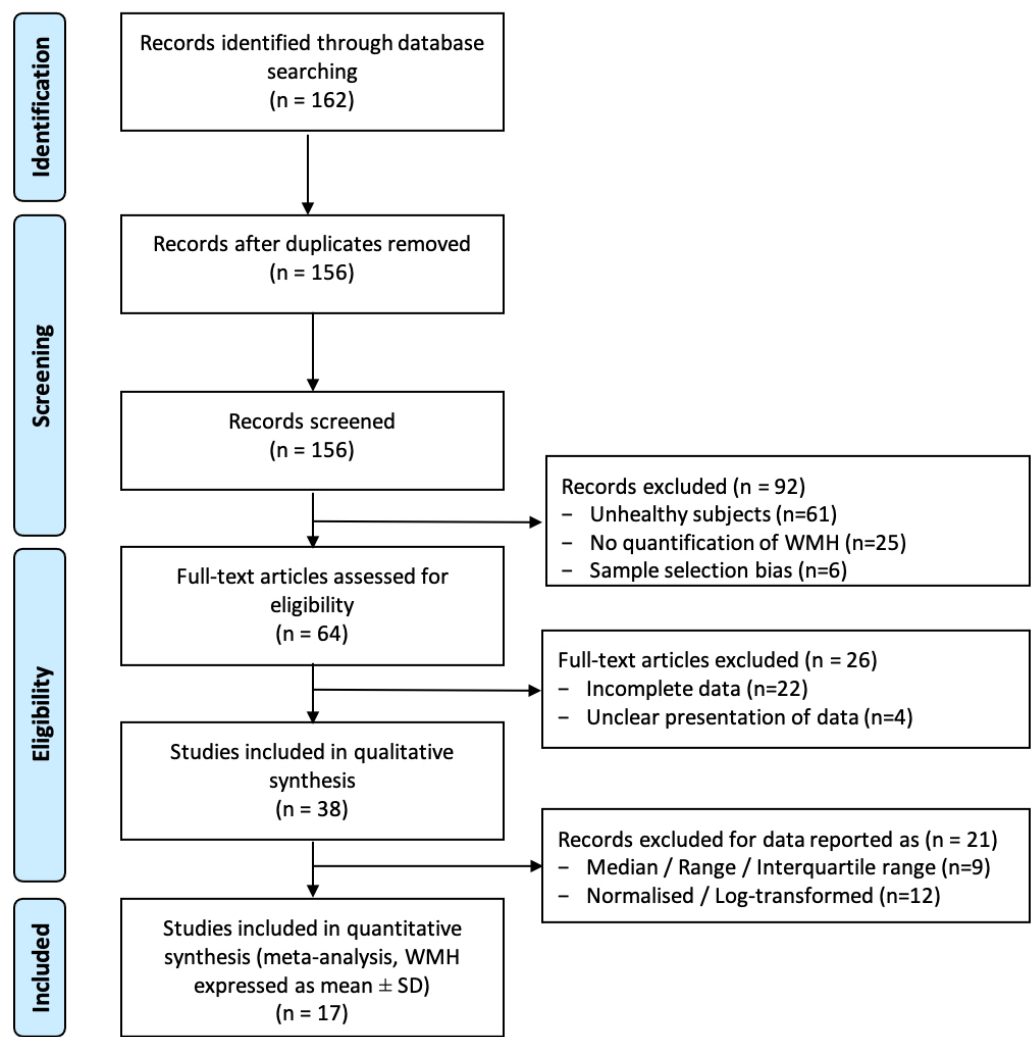 Identification
Records identified through database
searching
(n = 162)
Screening
Records after duplicates removed
(n = 156)
Records screened
(n = 156)
Records excluded (n = 92)
− Unhealthy subjects (n=61)
− No quantification of WMH (n=25)
− Sample selection bias (n=6)
Eligibility
Full-text articles assessed for
eligibility
(n = 64)
Full-text articles excluded (n = 26)
− Incomplete data (n=22)
− Unclear presentation of data (n=4)
Studies included in qualitative
synthesis
(n = 38)
Records excluded for data reported as (n = 21)
− Median / Range / Interquartile range (n=9)
− Normalised / Log-transformed (n=12)
Included
Studies included in quantitative
synthesis (meta-analysis, WMH
expressed as mean ± SD)
(n = 17)